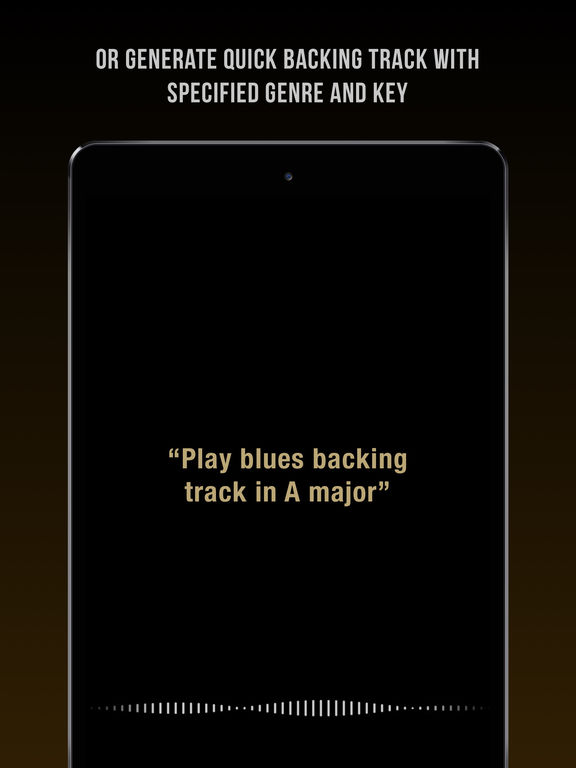 OR GENERATE QUICK BACKING TRACK WITH
SPECIFIED GENRE AND KEY
“Play blues backing
track in A major”